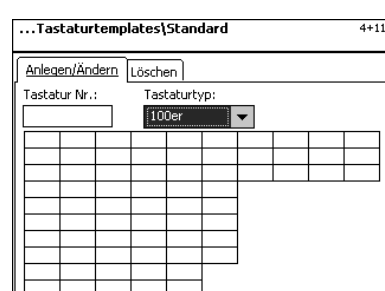 ...Tastaturtemplates\Standard 4+11
Anlegen/Ändern Löschen
Tastatur Nr.: Tastaturtyp:
100er